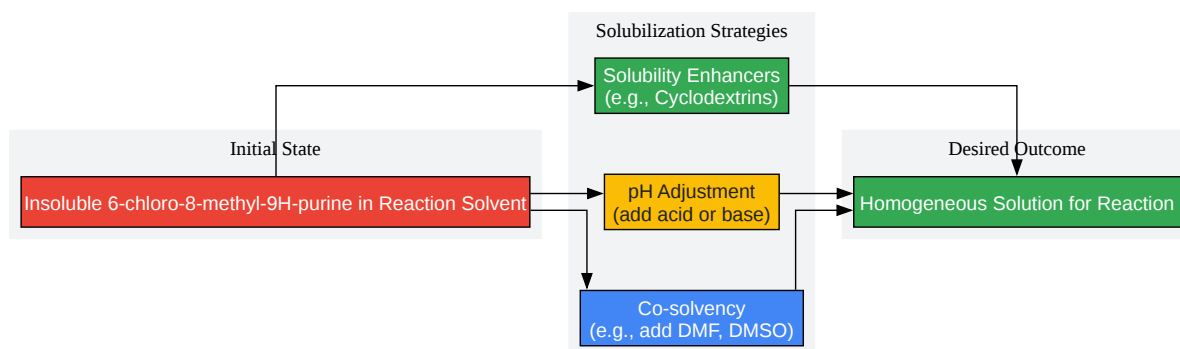 Solubilization Strategies
Solubility Enhancers
(e.g., Cyclodextrins)
Initial State
Desired Outcome
Insoluble 6-chloro-8-methyl-9H-purine in Reaction Solvent
pH Adjustment
(add acid or base)
Homogeneous Solution for Reaction
Co-solvency
(e.g., add DMF, DMSO)